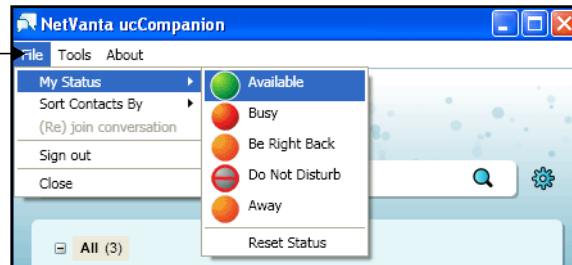 NetVanta ucCompanion
File Tools About
My Status
Sort Contacts By
(Re) join conversation
Sign out
Close
Available
Busy
Be Right Back
Do Not Disturb
Away
Reset Status
All (3)